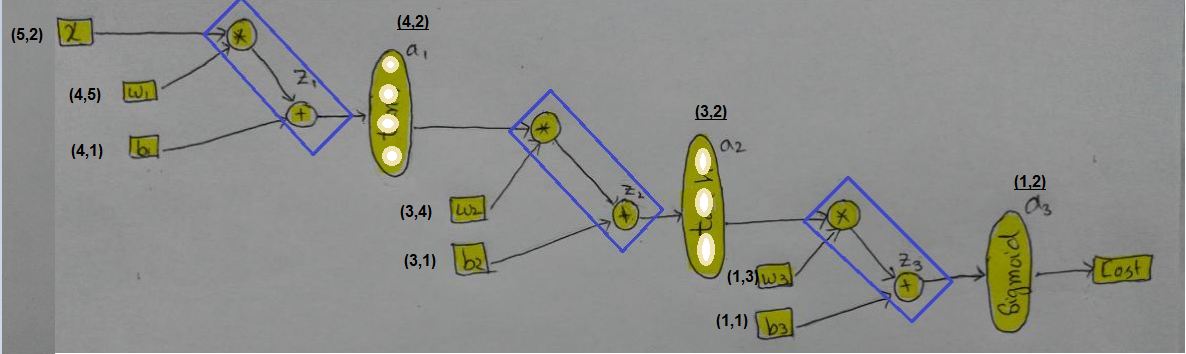 (5,2)
x
*
(4,2)
a₁
(4,5)
w₁
z₁
(4,1)
b₁
+
*
(3,2)
a₂
(3,4)
w₂
z₂
+
(3,1)
b₂
*
(1,2)
a₃
(1,3)
w₃
z₃
+
sigmoid
Cost
(1,1)
b₃